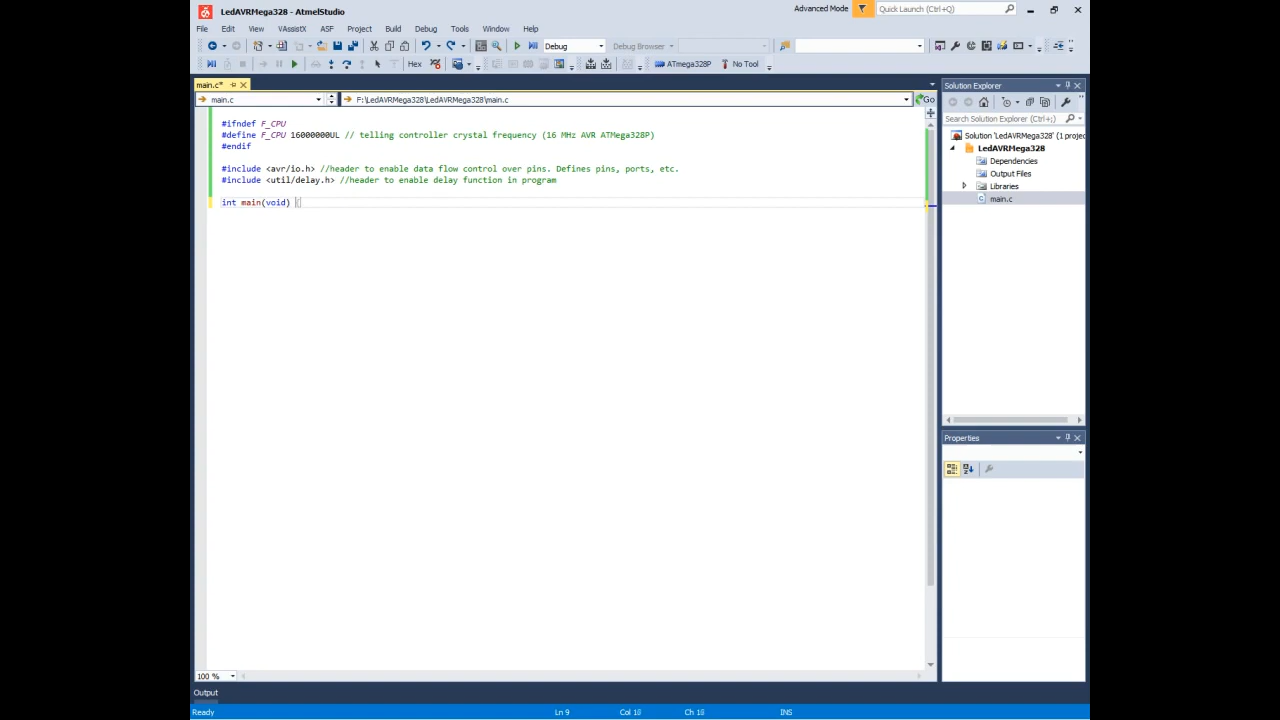 LedAVRMega328 - AtmelStudio
Advanced Mode
Quick Launch (Ctrl+Q)
File Edit View VAssistX ASF Project Build Debug Tools Window Help
Debug Debug Browser
Hex ATmega328P No Tool
main.c*
main.c
F:\LedAVRMega328\LedAVRMega328\main.c
Go
#ifndef F_CPU
#define F_CPU 16000000UL // telling controller crystal frequency (16 MHz AVR ATMega328P)
#endif
#include <avr/io.h> //header to enable data flow control over pins. Defines pins, ports, etc.
#include <util/delay.h> //header to enable delay function in program
int main(void) {
100 %
Solution Explorer
Search Solution Explorer (Ctrl+;)
Solution 'LedAVRMega328' (1 projec
LedAVRMega328
Dependencies
Output Files
Libraries
main.c
Properties
Output
Ready
Ln 9
Col 18
Ch 18
INS